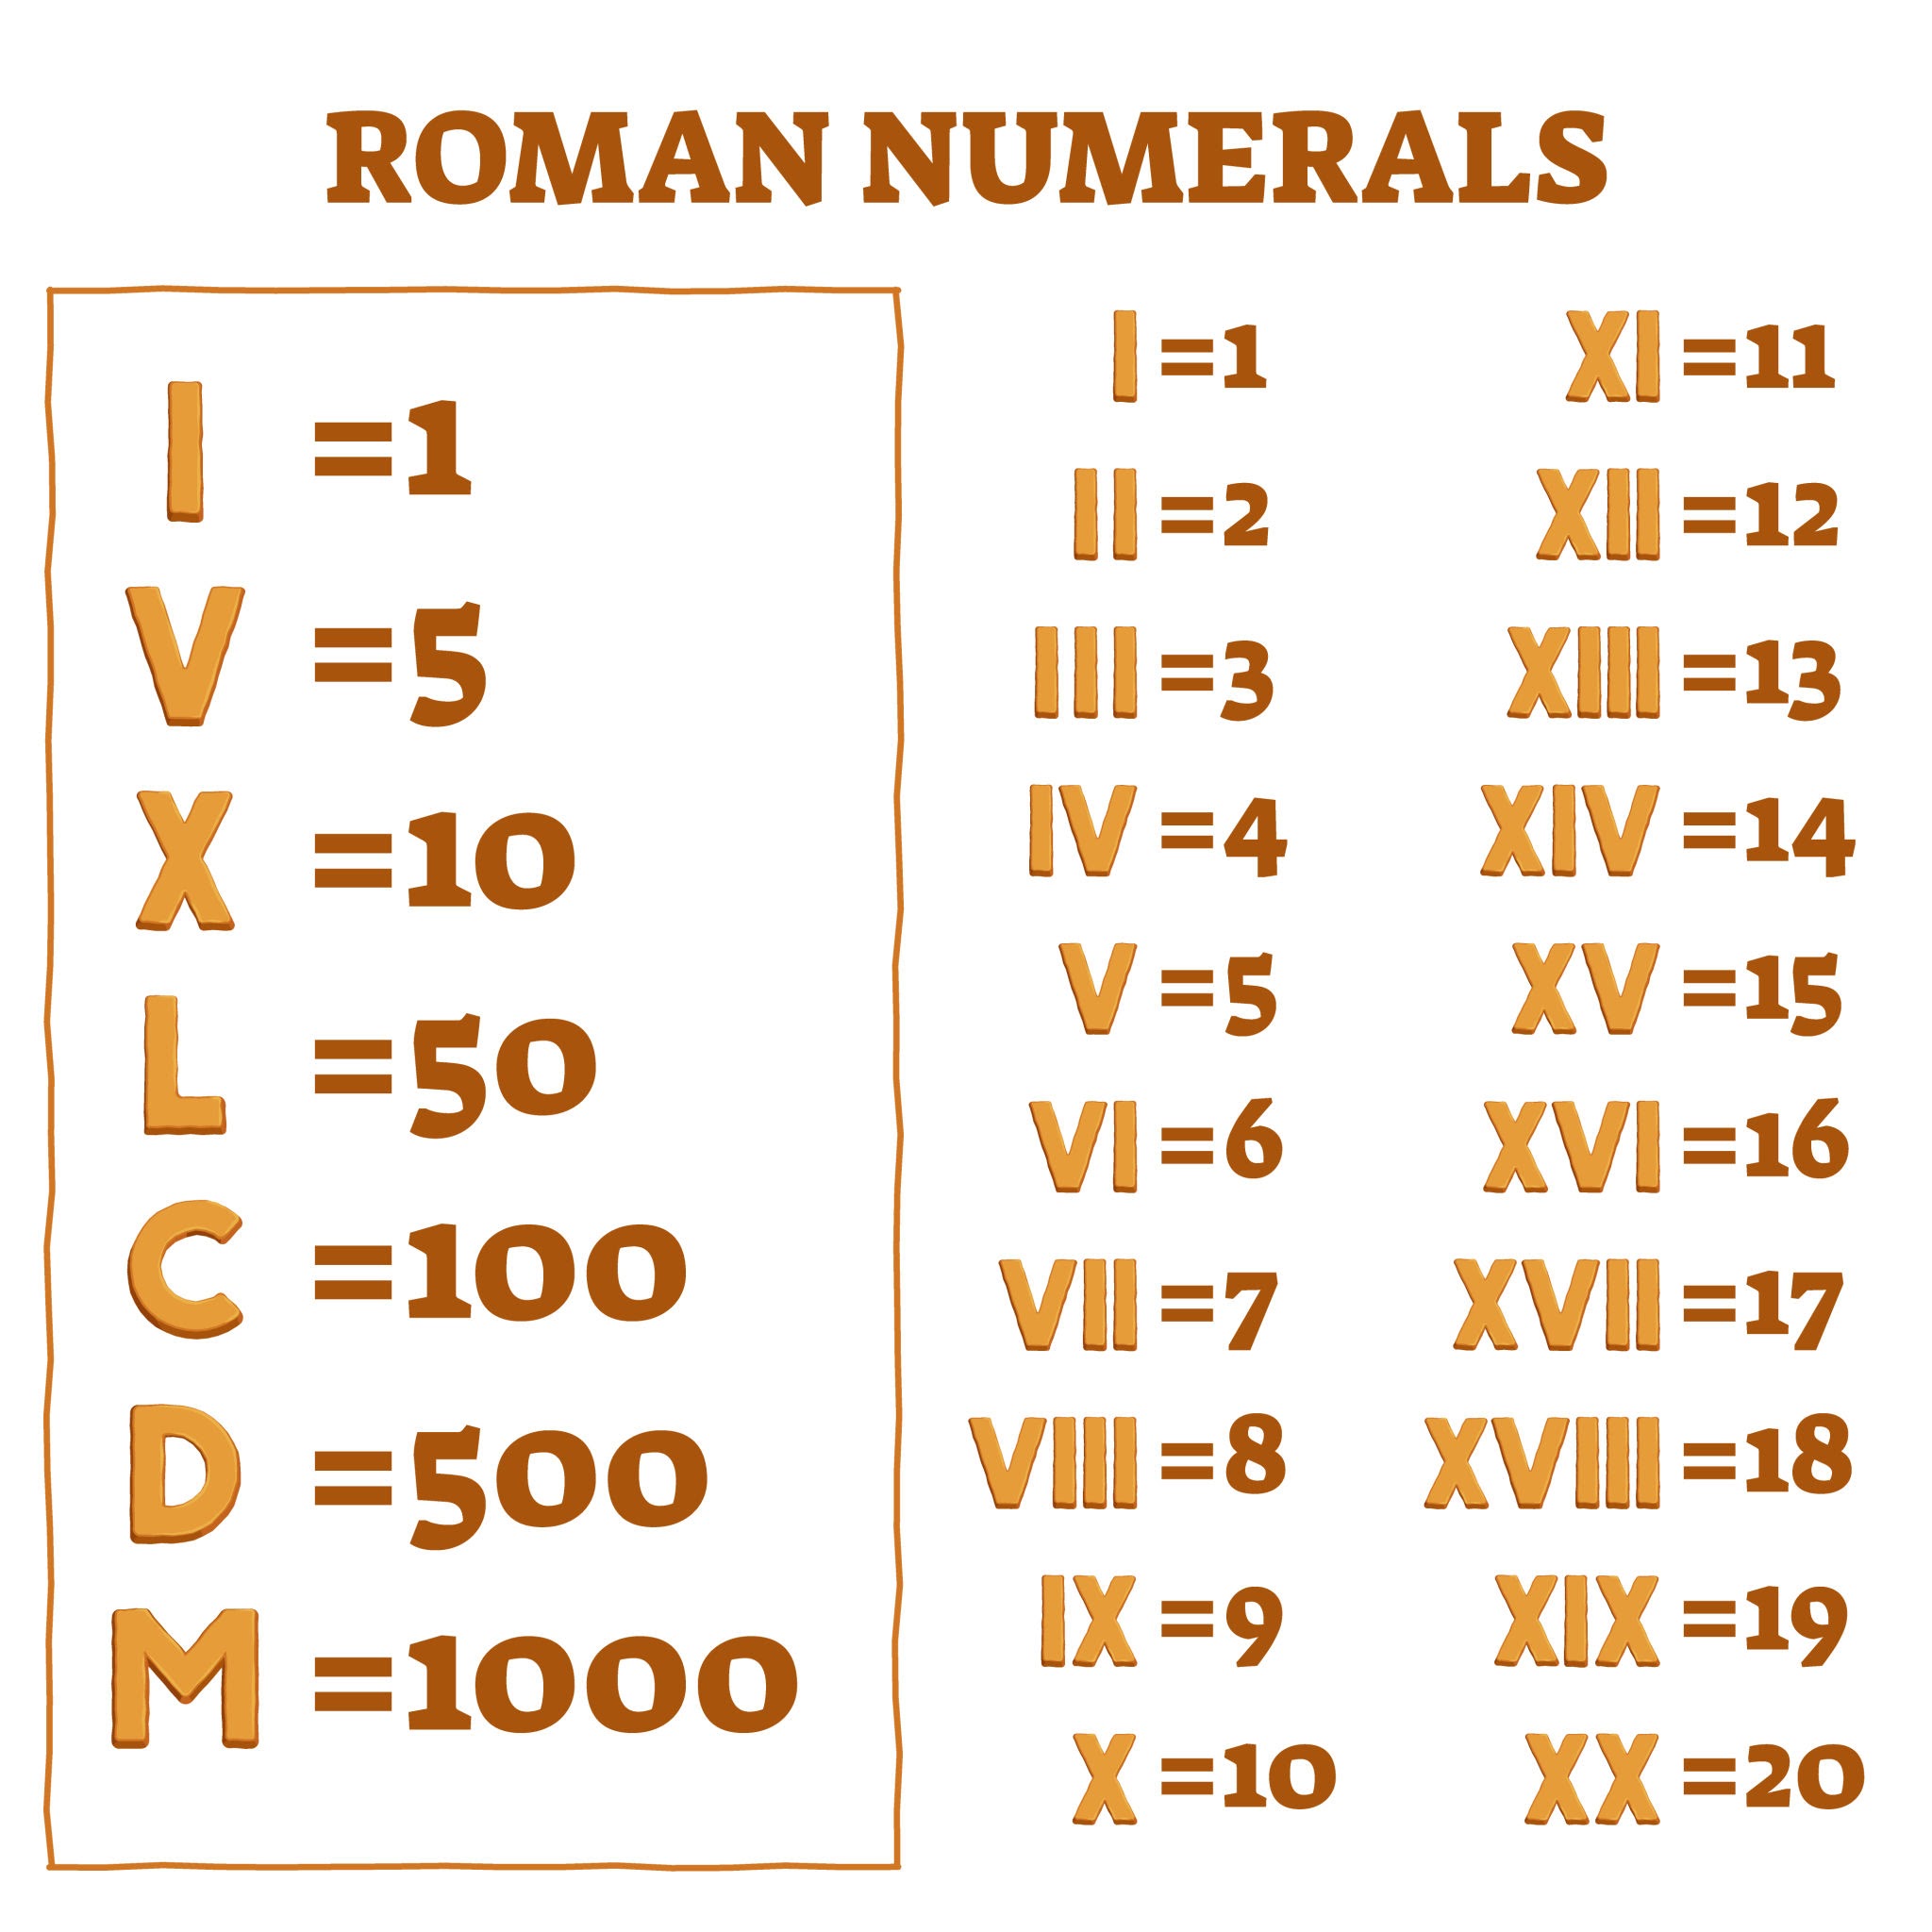 ROMAN NUMERALS
I =1
V =5
X =10
L =50
C =100
D =500
M =1000
I =1
II =2
III =3
IV =4
V =5
VI =6
VII =7
VIII =8
IX =9
X =10
XI =11
XII =12
XIII =13
XIV =14
XV =15
XVI =16
XVII =17
XVIII =18
XIX =19
XX =20